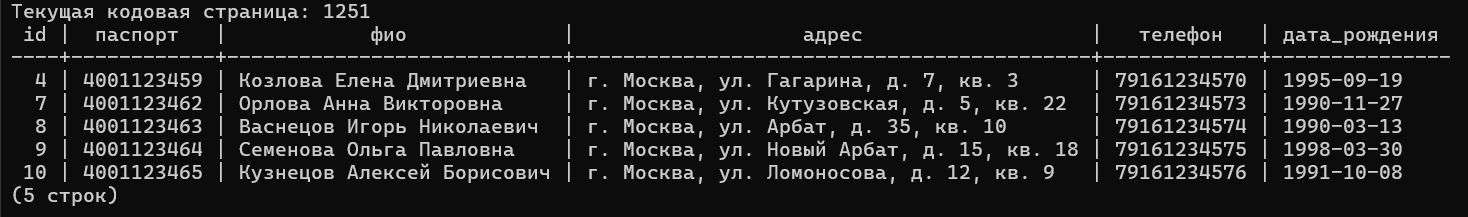 Текущая кодовая страница: 1251
 id |  паспорт   |            фио             |                   адрес                   |   телефон   | дата_рождения
----+------------+----------------------------+-------------------------------------------+-------------+---------------
  4 | 4001123459 | Козлова Елена Дмитриевна   | г. Москва, ул. Гагарина, д. 7, кв. 3      | 79161234570 | 1995-09-19
  7 | 4001123462 | Орлова Анна Викторовна     | г. Москва, ул. Кутузовская, д. 5, кв. 22  | 79161234573 | 1990-11-27
  8 | 4001123463 | Васнецов Игорь Николаевич  | г. Москва, ул. Арбат, д. 35, кв. 10       | 79161234574 | 1990-03-13
  9 | 4001123464 | Семенова Ольга Павловна    | г. Москва, ул. Новый Арбат, д. 15, кв. 18 | 79161234575 | 1998-03-30
 10 | 4001123465 | Кузнецов Алексей Борисович | г. Москва, ул. Ломоносова, д. 12, кв. 9   | 79161234576 | 1991-10-08
(5 строк)